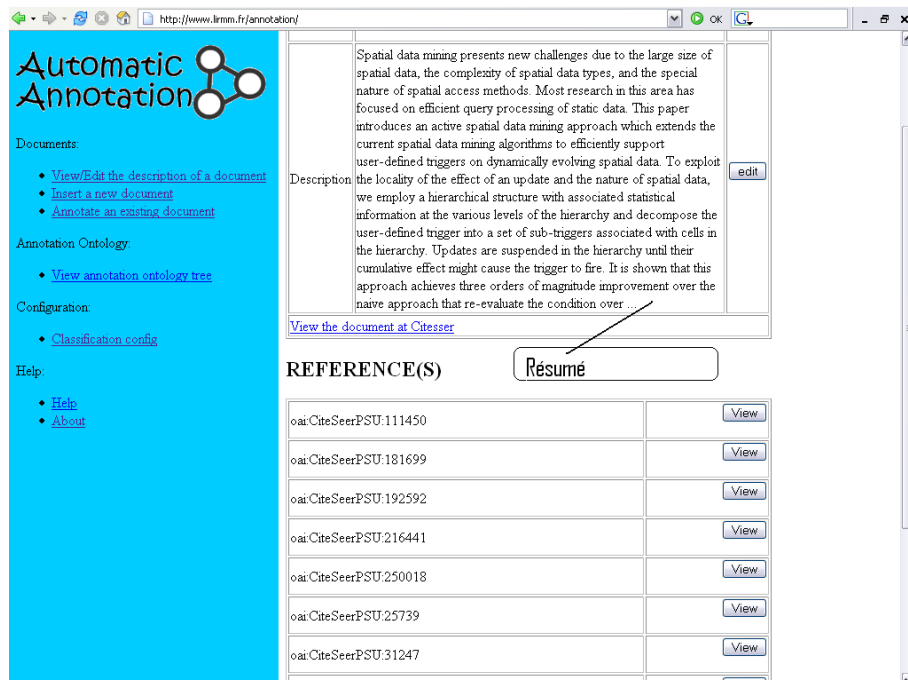 http://www.lirmm.fr/annotation/
OK
Automatic
Annotation
Documents:
View/Edit the description of a document
Insert a new document
Annotate an existing document
Annotation Ontology:
View annotation ontology tree
Configuration:
Classification config
Help:
Help
About
Description
Spatial data mining presents new challenges due to the large size of
spatial data, the complexity of spatial data types, and the special
nature of spatial access methods. Most research in this area has
focused on efficient query processing of static data. This paper
introduces an active spatial data mining approach which extends the
current spatial data mining algorithms to efficiently support
user-defined triggers on dynamically evolving spatial data. To exploit
the locality of the effect of an update and the nature of spatial data,
we employ a hierarchical structure with associated statistical
information at the various levels of the hierarchy and decompose the
user-defined trigger into a set of sub-triggers associated with cells in
the hierarchy. Updates are suspended in the hierarchy until their
cumulative effect might cause the trigger to fire. It is shown that this
approach achieves three orders of magnitude improvement over the
naive approach that re-evaluate the condition over ...
edit
View the document at Citesser
Résumé
REFERENCE(S)
oai:CiteSeerPSU:111450 View
oai:CiteSeerPSU:181699 View
oai:CiteSeerPSU:192592 View
oai:CiteSeerPSU:216441 View
oai:CiteSeerPSU:250018 View
oai:CiteSeerPSU:25739 View
oai:CiteSeerPSU:31247 View